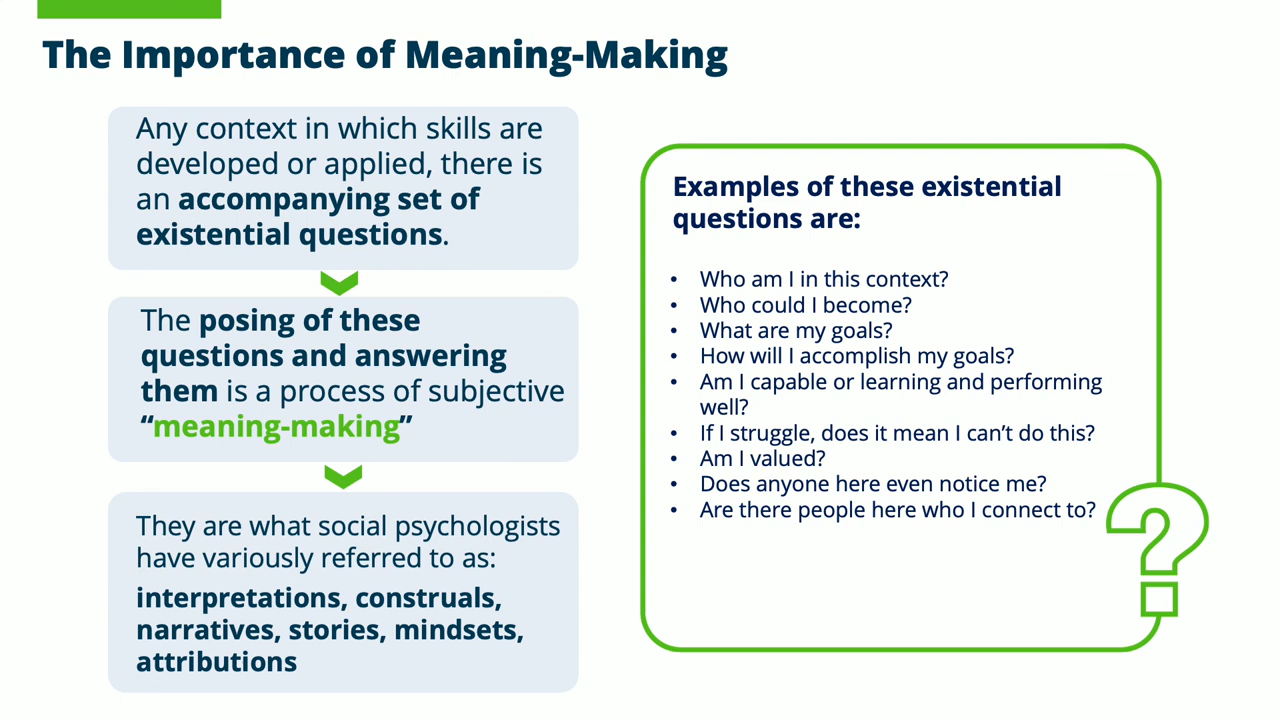 The Importance of Meaning-Making
Any context in which skills are
developed or applied, there is
an accompanying set of
existential questions.
The posing of these
questions and answering
them is a process of subjective
“meaning-making”
They are what social psychologists
have variously referred to as:
interpretations, construals,
narratives, stories, mindsets,
attributions
Examples of these existential
questions are:
• Who am I in this context?
• Who could I become?
• What are my goals?
• How will I accomplish my goals?
• Am I capable or learning and performing
well?
• If I struggle, does it mean I can’t do this?
• Am I valued?
• Does anyone here even notice me?
• Are there people here who I connect to?
?